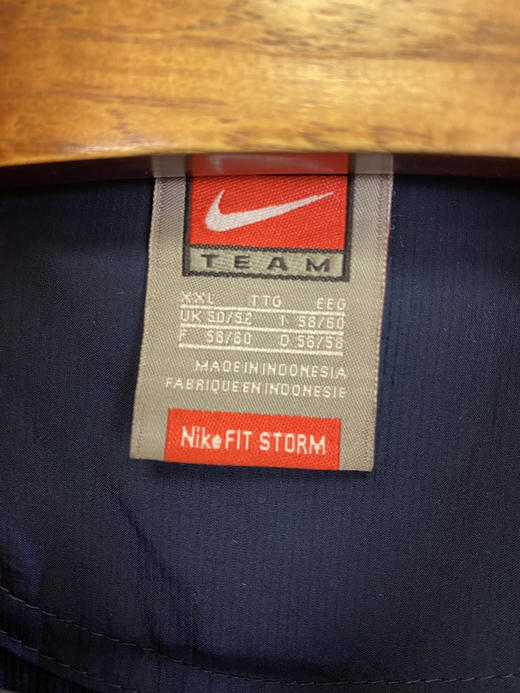 TEAM
XXL TTG EEG
UK 50/52 I 58/60
F 58/60 D 56/58
MADE IN INDONESIA
FABRIQUE EN INDONESIE
Nike FIT STORM